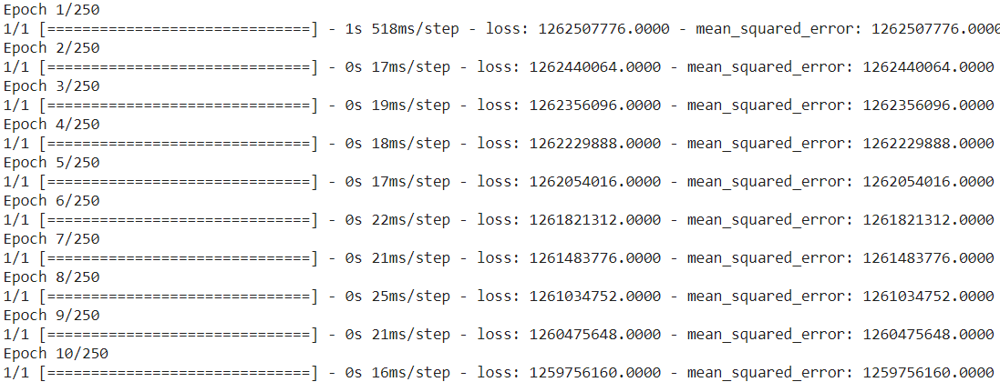 Epoch 1/250
1/1 [==============================] - 1s 518ms/step - loss: 1262507776.0000 - mean_squared_error: 1262507776.0000
Epoch 2/250
1/1 [==============================] - 0s 17ms/step - loss: 1262440064.0000 - mean_squared_error: 1262440064.0000
Epoch 3/250
1/1 [==============================] - 0s 19ms/step - loss: 1262356096.0000 - mean_squared_error: 1262356096.0000
Epoch 4/250
1/1 [==============================] - 0s 18ms/step - loss: 1262229888.0000 - mean_squared_error: 1262229888.0000
Epoch 5/250
1/1 [==============================] - 0s 17ms/step - loss: 1262054016.0000 - mean_squared_error: 1262054016.0000
Epoch 6/250
1/1 [==============================] - 0s 22ms/step - loss: 1261821312.0000 - mean_squared_error: 1261821312.0000
Epoch 7/250
1/1 [==============================] - 0s 21ms/step - loss: 1261483776.0000 - mean_squared_error: 1261483776.0000
Epoch 8/250
1/1 [==============================] - 0s 25ms/step - loss: 1261034752.0000 - mean_squared_error: 1261034752.0000
Epoch 9/250
1/1 [==============================] - 0s 21ms/step - loss: 1260475648.0000 - mean_squared_error: 1260475648.0000
Epoch 10/250
1/1 [==============================] - 0s 16ms/step - loss: 1259756160.0000 - mean_squared_error: 1259756160.0000